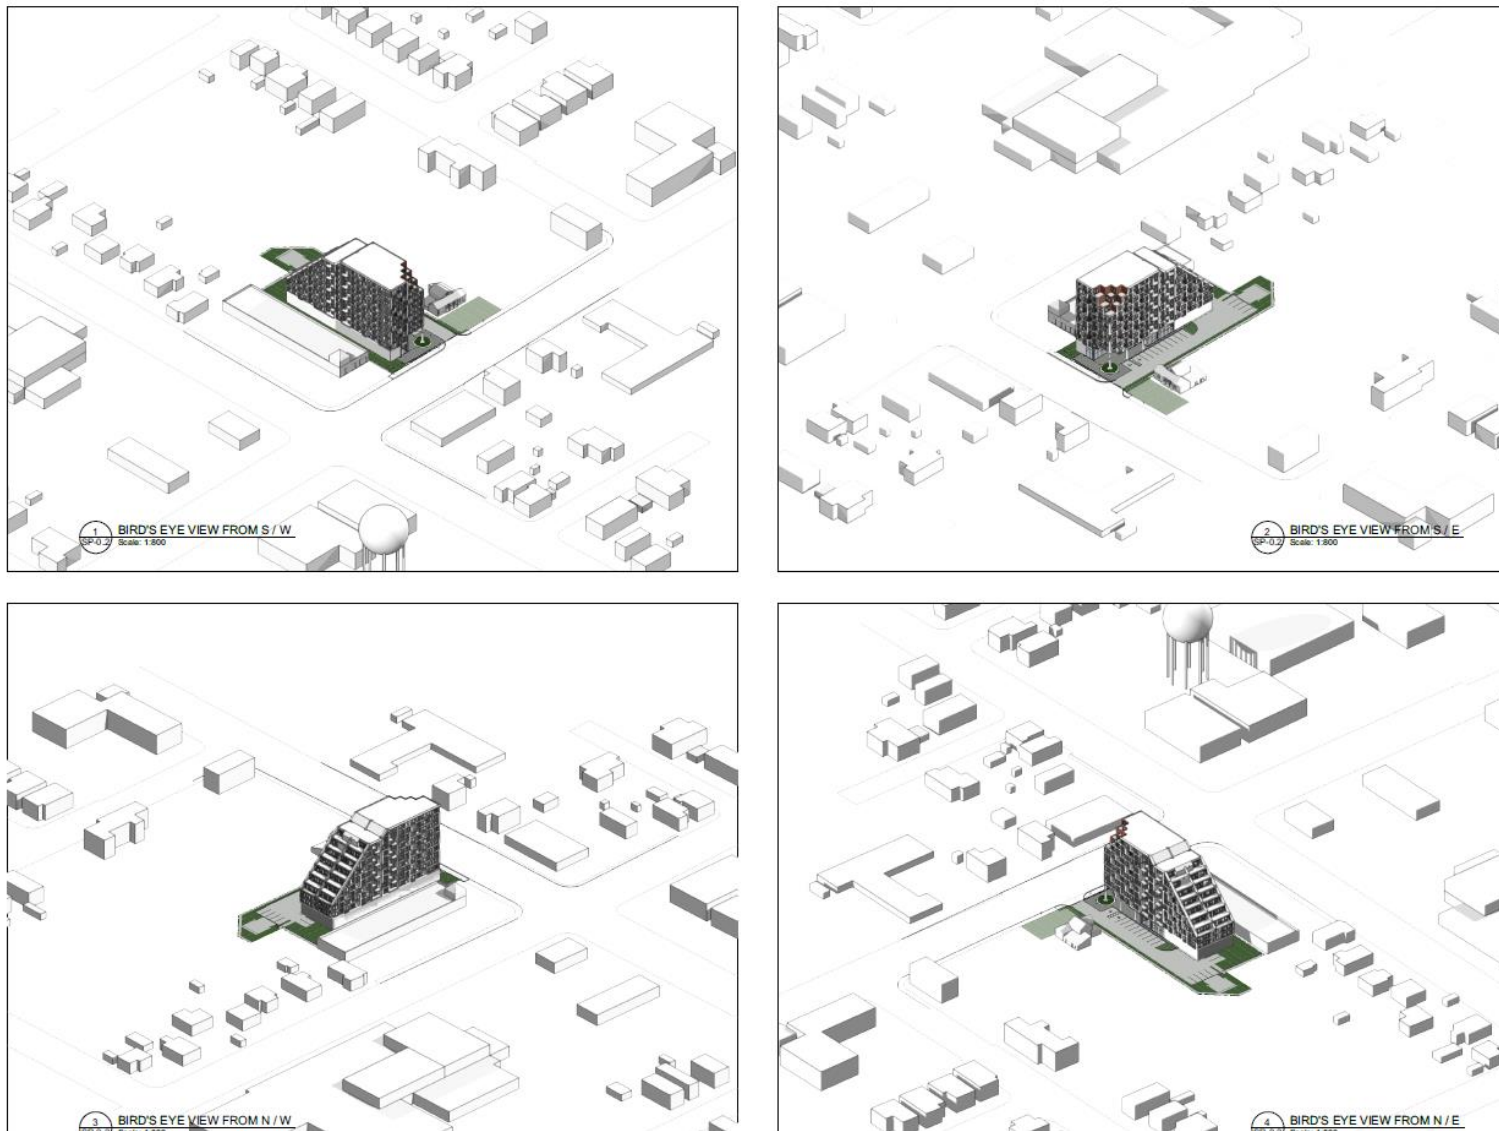 1
BIRD'S EYE VIEW FROM S / W
SP-0.2
Scale: 1:800
2
BIRD'S EYE VIEW FROM S / E
SP-0.2
Scale: 1:800
3
BIRD'S EYE VIEW FROM N / W
4
BIRD'S EYE VIEW FROM N / E